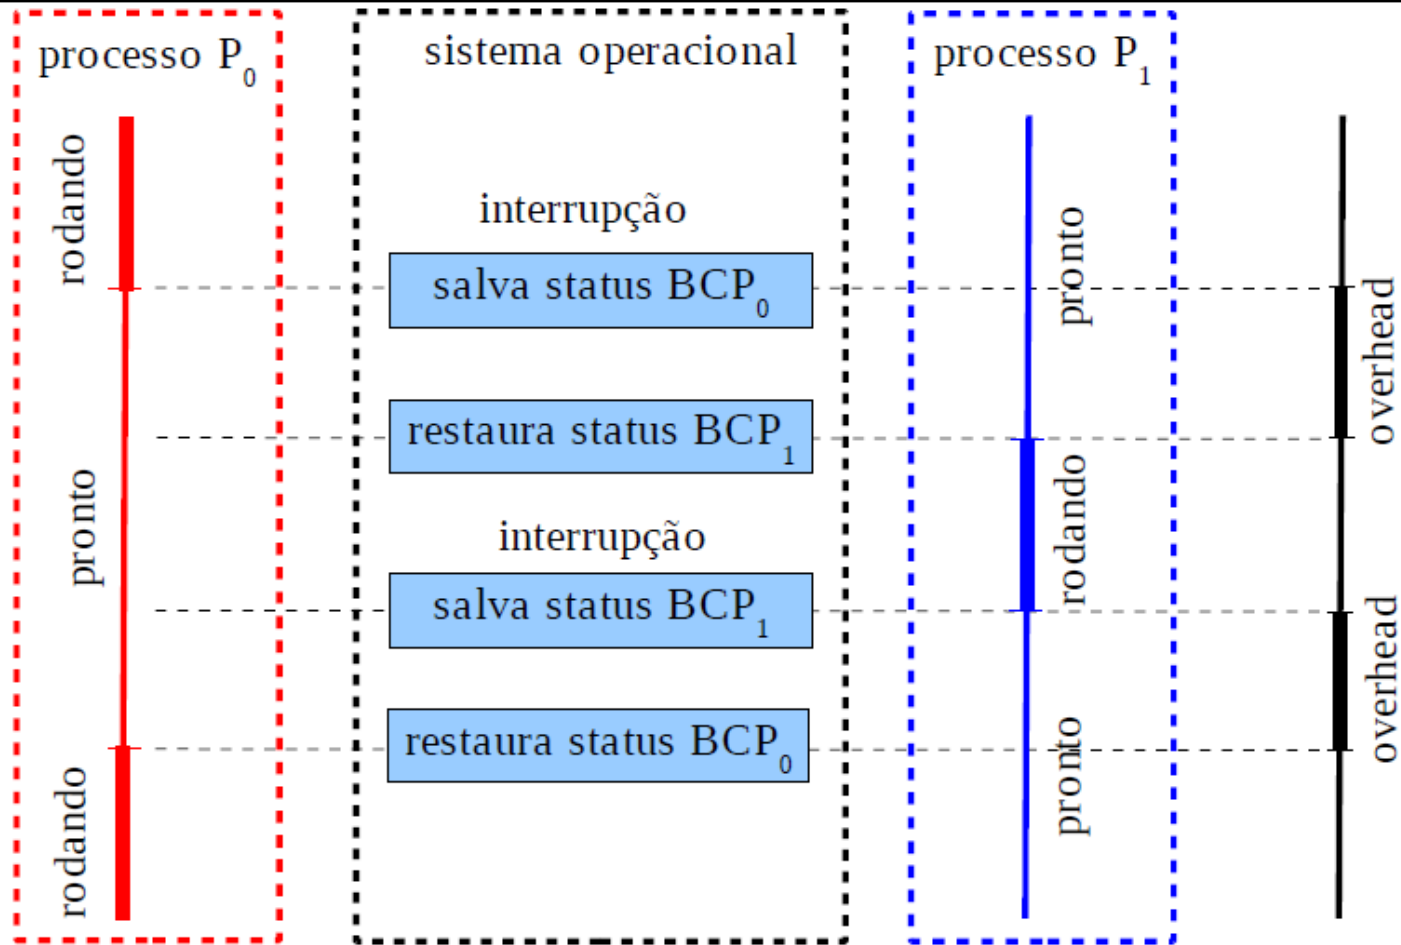 processo P0
rodando
pronto
rodando
sistema operacional
interrupção
salva status BCP0
restaura status BCP1
interrupção
salva status BCP1
restaura status BCP0
processo P1
pronto
rodando
pronto
overhead
overhead